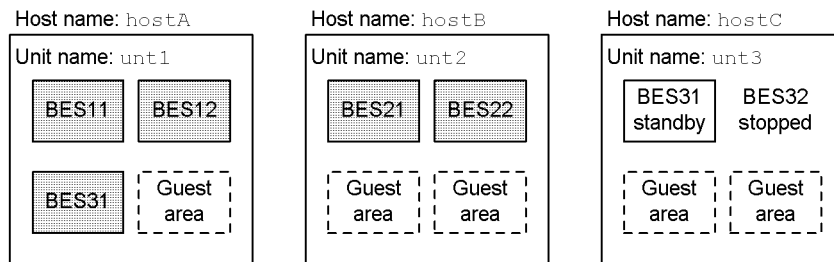 Host name: hostA
Host name: hostB
Host name: hostC
Unit name: unt1
Unit name: unt2
Unit name: unt3
BES11
BES12
BES21
BES22
BES31
standby
BES32
stopped
BES31
Guest
area
Guest
area
Guest
area
Guest
area
Guest
area